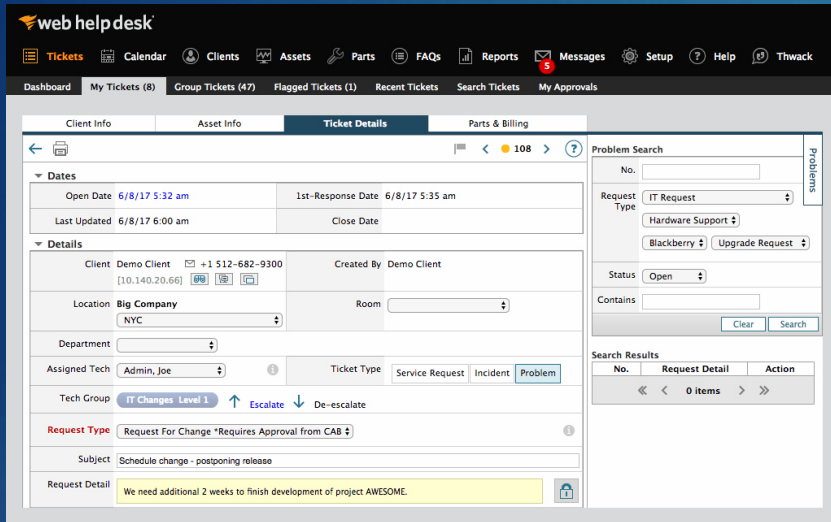 web help desk
Tickets Calendar Clients Assets Parts FAQs Reports Messages Setup Help Thwack
5
Dashboard My Tickets (8) Group Tickets (47) Flagged Tickets (1) Recent Tickets Search Tickets My Approvals
Client Info Asset Info Ticket Details Parts & Billing
108 ?
Dates
Open Date 6/8/17 5:32 am 1st-Response Date 6/8/17 5:35 am
Last Updated 6/8/17 6:00 am Close Date
Details
Client Demo Client +1 512-682-9300 Created By Demo Client
[10.140.20.66]
Location Big Company Room
NYC
Department
Assigned Tech Admin, Joe Ticket Type Service Request Incident Problem
Tech Group IT Changes Level 1 Escalate De-escalate
Request Type Request For Change *Requires Approval from CAB
Subject Schedule change - postponing release
Request Detail We need additional 2 weeks to finish development of project AWESOME.
Problem Search
Problems
No.
Request Type IT Request
Hardware Support
Blackberry Upgrade Request
Status Open
Contains
Clear Search
Search Results
No. Request Detail Action
0 items